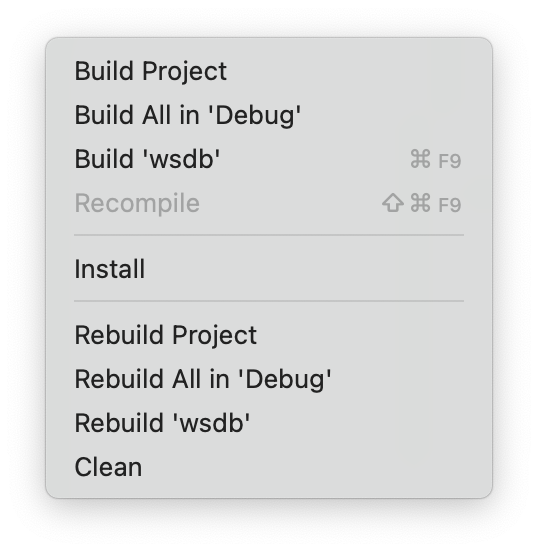 Build Project
Build All in 'Debug'
Build 'wsdb' ⌘ F9
Recompile ⇧ ⌘ F9
Install
Rebuild Project
Rebuild All in 'Debug'
Rebuild 'wsdb'
Clean